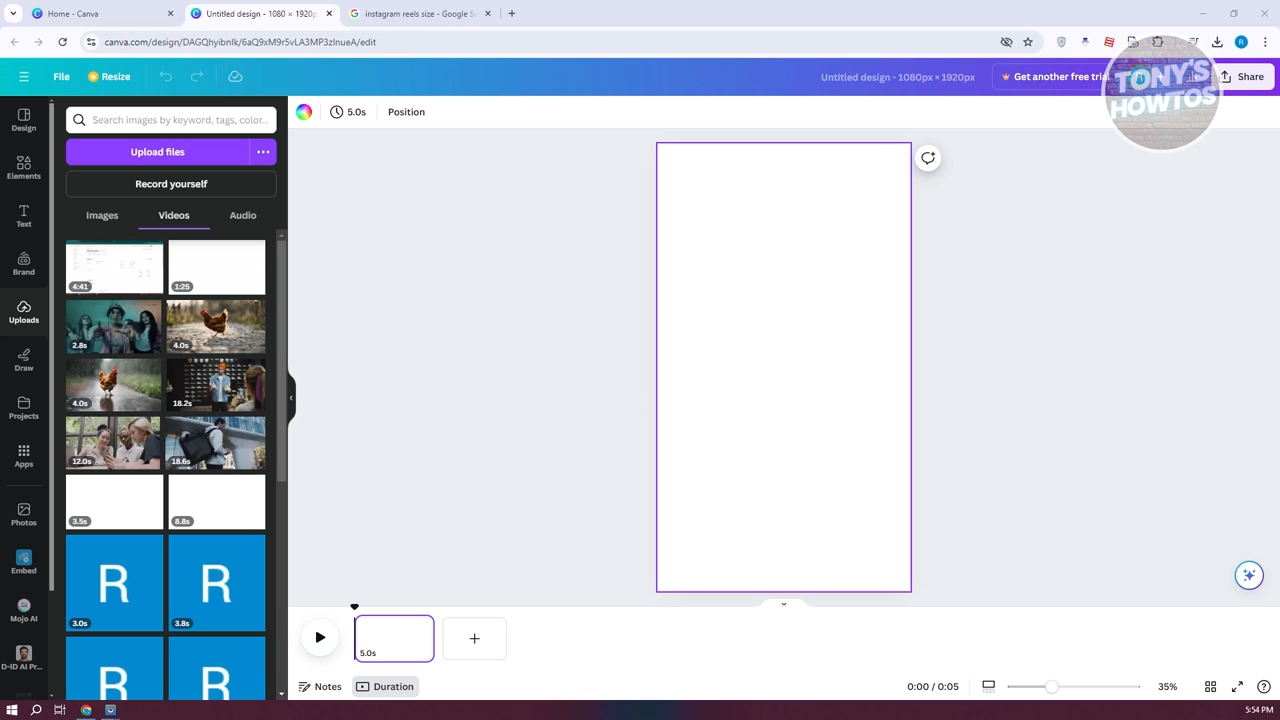 Home - Canva
Untitled design - 1080 × 1920p
instagram reels size - Google Se
canva.com/design/DAGQhyibnIk/6aQ9xM9r5vLA3MP3zInueA/edit
R
File
Resize
Untitled design - 1080px × 1920px
Get another free trial
Share
TONY'S
HOWTOS
Design
Elements
Text
Brand
Uploads
Draw
Projects
Apps
Photos
Embed
Mojo AI
D-ID AI Pr...
Search images by keyword, tags, color...
Upload files
Record yourself
Images
Videos
Audio
4:41
1:25
2.8s
4.0s
4.0s
18.2s
12.0s
18.6s
3.5s
8.8s
R
R
3.0s
3.8s
R
R
5.0s
Position
5.0s
Notes
Duration
0:00 / 0:05
35%
5:54 PM